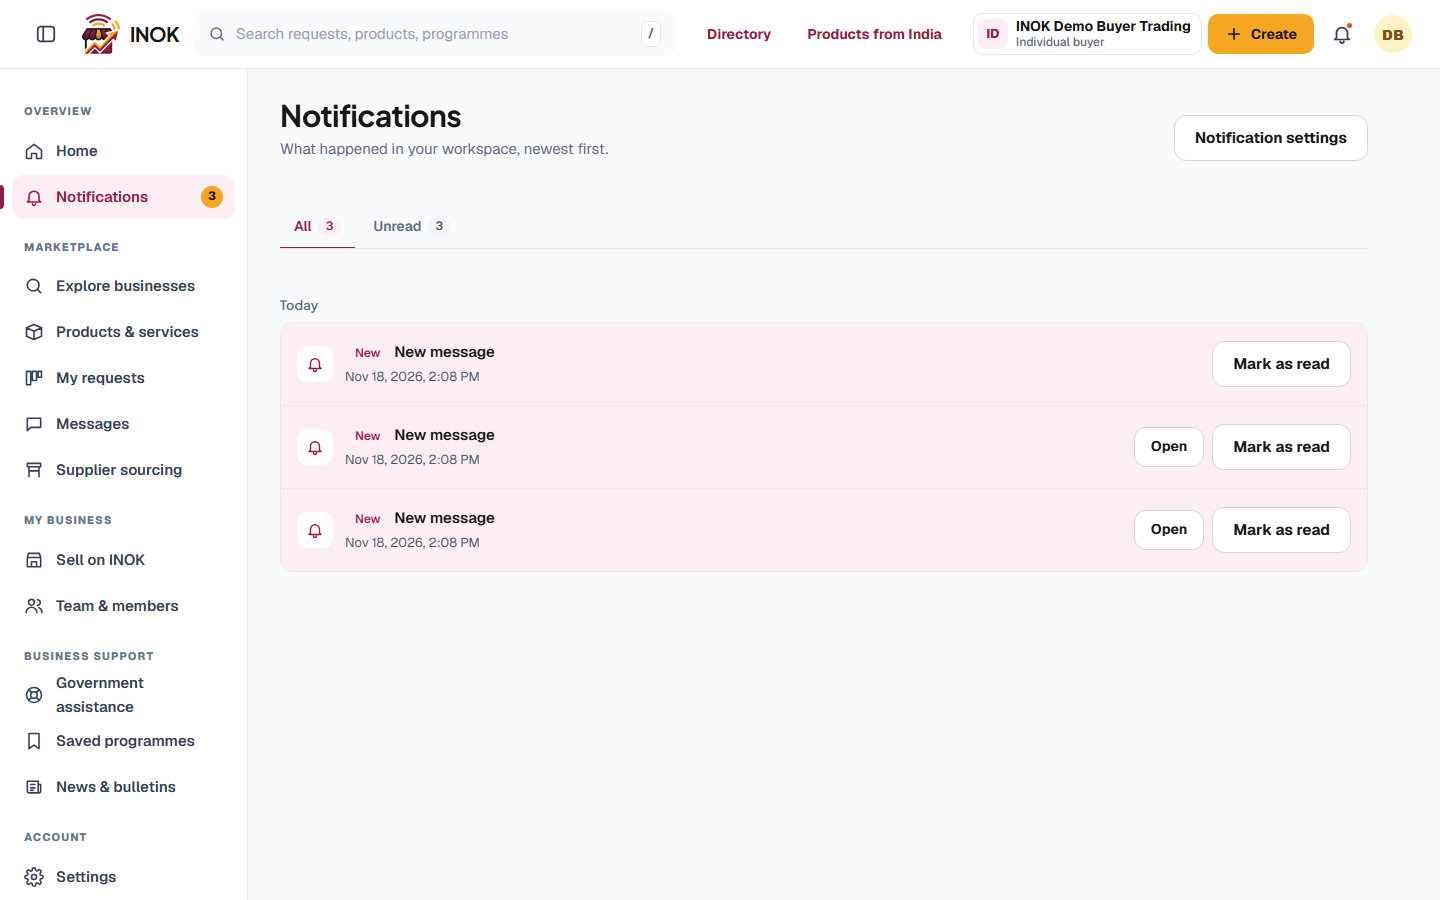 INOK
Search requests, products, programmes
/
Directory
Products from India
ID
INOK Demo Buyer Trading
Individual buyer
Create
DB
OVERVIEW
Home
Notifications
3
MARKETPLACE
Explore businesses
Products & services
My requests
Messages
Supplier sourcing
MY BUSINESS
Sell on INOK
Team & members
BUSINESS SUPPORT
Government
assistance
Saved programmes
News & bulletins
ACCOUNT
Settings
Notifications
What happened in your workspace, newest first.
Notification settings
All 3
Unread 3
Today
New New message
Nov 18, 2026, 2:08 PM
Mark as read
New New message
Nov 18, 2026, 2:08 PM
Open
Mark as read
New New message
Nov 18, 2026, 2:08 PM
Open
Mark as read